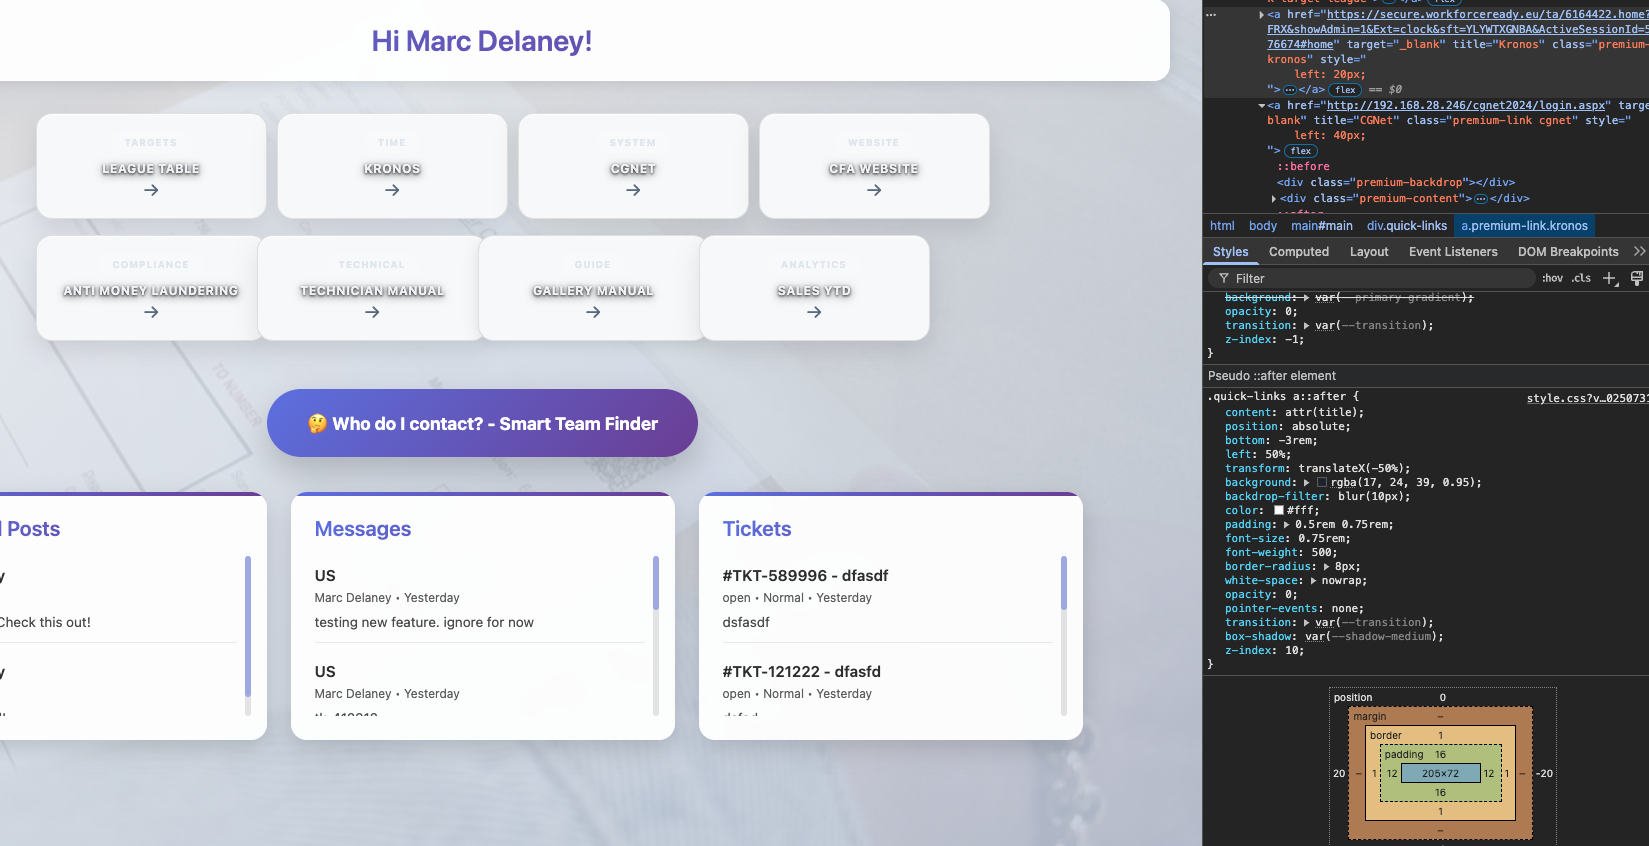 Hi Marc Delaney!
TARGETS
LEAGUE TABLE
→
TIME
KRONOS
→
SYSTEM
CGNET
→
WEBSITE
CFA WEBSITE
→
COMPLIANCE
ANTI MONEY LAUNDERING
→
TECHNICAL
TECHNICIAN MANUAL
→
GUIDE
GALLERY MANUAL
→
ANALYTICS
SALES YTD
→
TO NUMBER
🤔 Who do I contact? - Smart Team Finder
Posts
Check this out!
Messages
US
Marc Delaney • Yesterday
testing new feature. ignore for now
US
Marc Delaney • Yesterday
Tickets
#TKT-589996 - dfasdf
open • Normal • Yesterday
dsfasdf
#TKT-121222 - dfasfd
open • Normal • Yesterday
<a href="https://secure.workforceready.eu/ta/6164422.home?
FRX&showAdmin=1&Ext=clock&sft=YLYWTXGNBA&ActiveSessionId=5
76674#home" target="_blank" title="Kronos" class="premium-
kronos" style="
left: 20px;
">…</a> flex == $0
<a href="http://192.168.28.246/cgnet2024/login.aspx" targe
blank" title="CGNet" class="premium-link cgnet" style="
left: 40px;
"> flex
::before
<div class="premium-backdrop"></div>
<div class="premium-content">…</div>
html body main#main div.quick-links a.premium-link.kronos
Styles Computed Layout Event Listeners DOM Breakpoints »
Filter :hov .cls +
background: var(--primary-gradient);
opacity: 0;
transition: var(--transition);
z-index: -1;
}
Pseudo ::after element
.quick-links a::after { style.css?v…0250731
content: attr(title);
position: absolute;
bottom: -3rem;
left: 50%;
transform: translateX(-50%);
background: rgba(17, 24, 39, 0.95);
backdrop-filter: blur(10px);
color: #fff;
padding: 0.5rem 0.75rem;
font-size: 0.75rem;
font-weight: 500;
border-radius: 8px;
white-space: nowrap;
opacity: 0;
pointer-events: none;
transition: var(--transition);
box-shadow: var(--shadow-medium);
z-index: 10;
}
position 0
margin –
border 1
padding 16
20 – 1 12 205×72 12 1 – -20
16
1
–